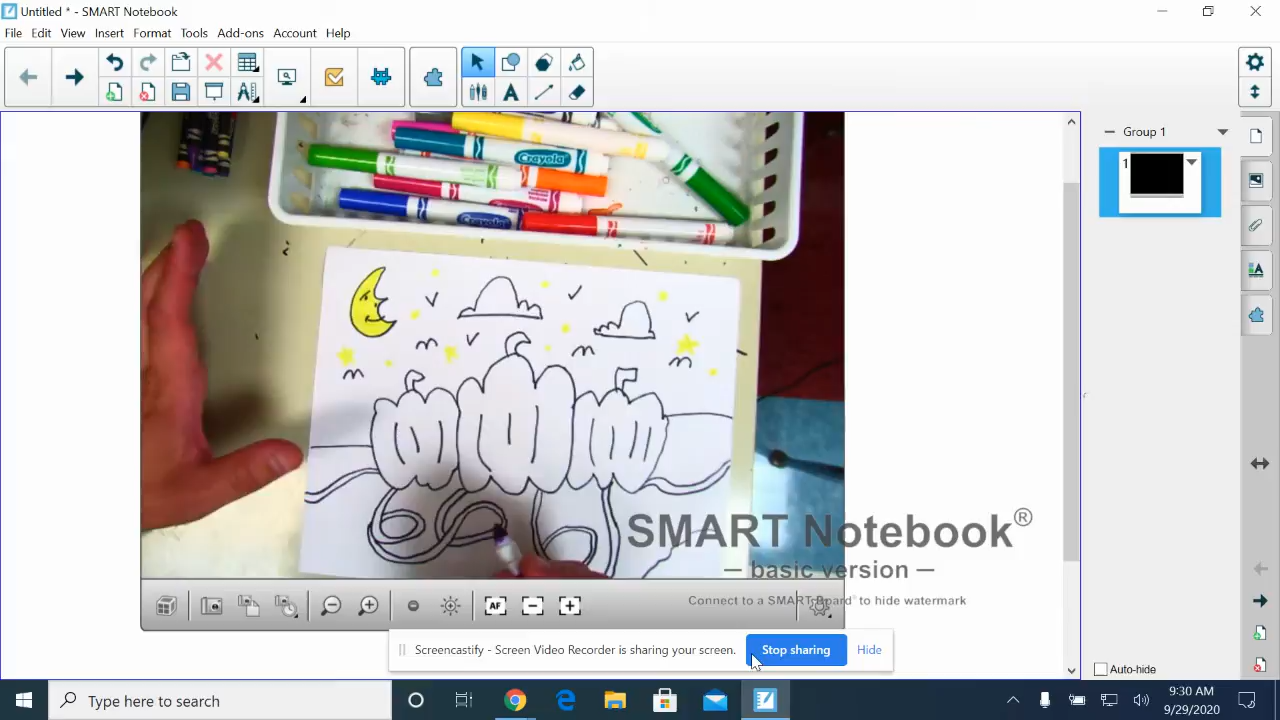 Untitled * - SMART Notebook
File Edit View Insert Format Tools Add-ons Account Help
Group 1
1
Crayola
Crayola
SMART Notebook®
— basic version —
Connect to a SMART Board® to hide watermark
AF
Screencastify - Screen Video Recorder is sharing your screen.
Stop sharing
Hide
Auto-hide
Type here to search
9:30 AM
9/29/2020